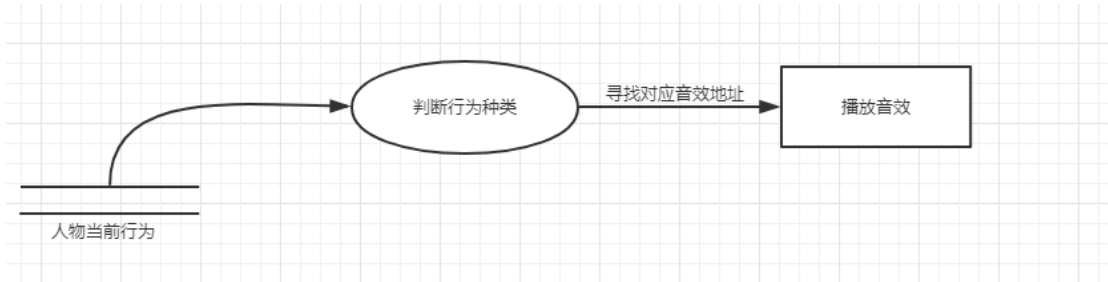 寻找对应音效地址
判断行为种类
播放音效
人物当前行为